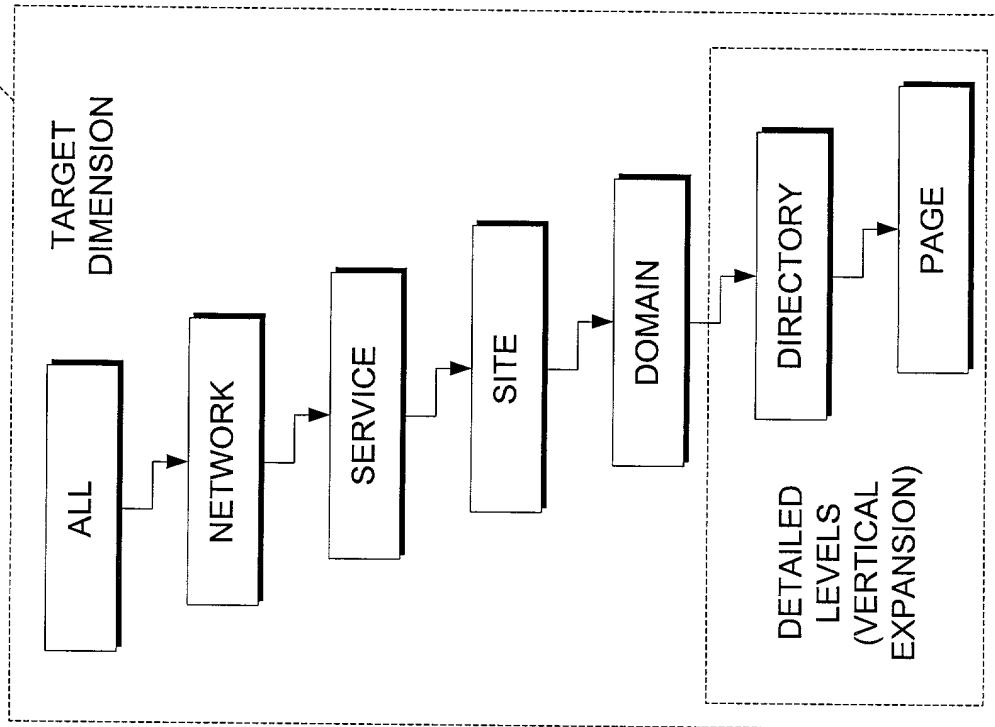 TARGET
DIMENSION
ALL
NETWORK
SERVICE
SITE
DOMAIN
DIRECTORY
PAGE
DETAILED
LEVELS
(VERTICAL
EXPANSION)